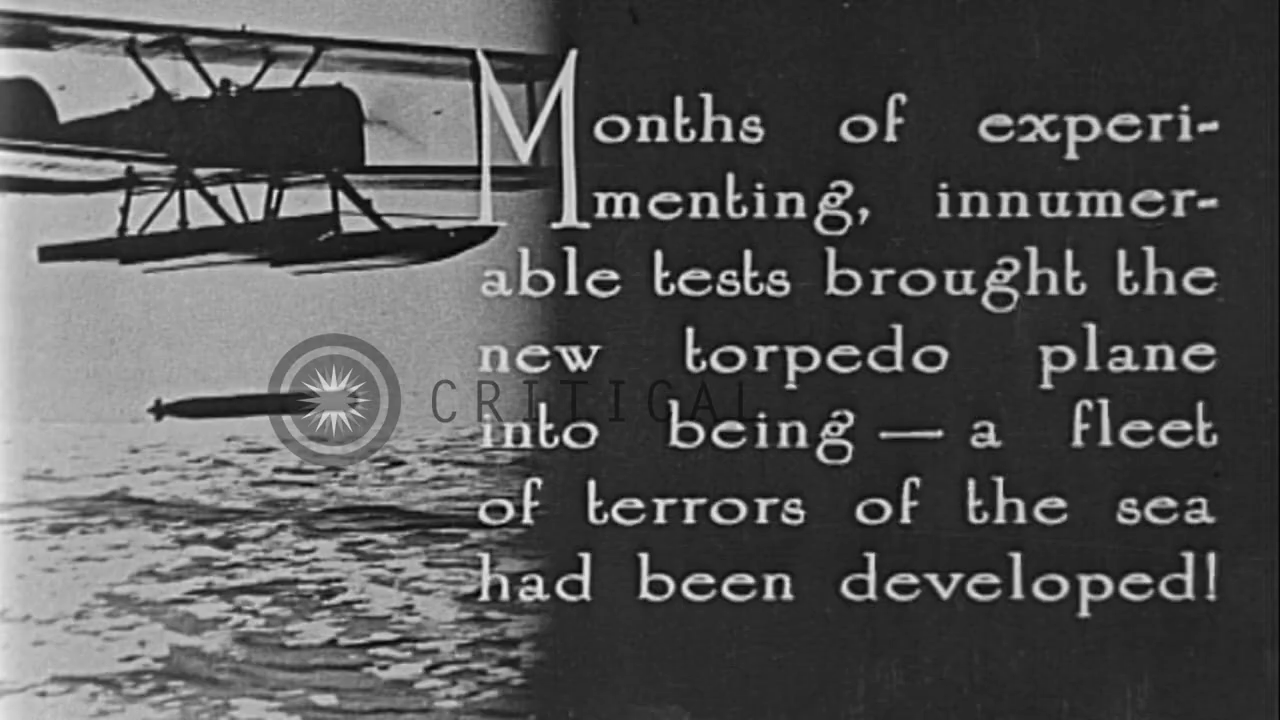 Months of experi-
menting, innumer-
able tests brought the
new torpedo plane
into being — a fleet
of terrors of the sea
had been developed!
CRITICAL